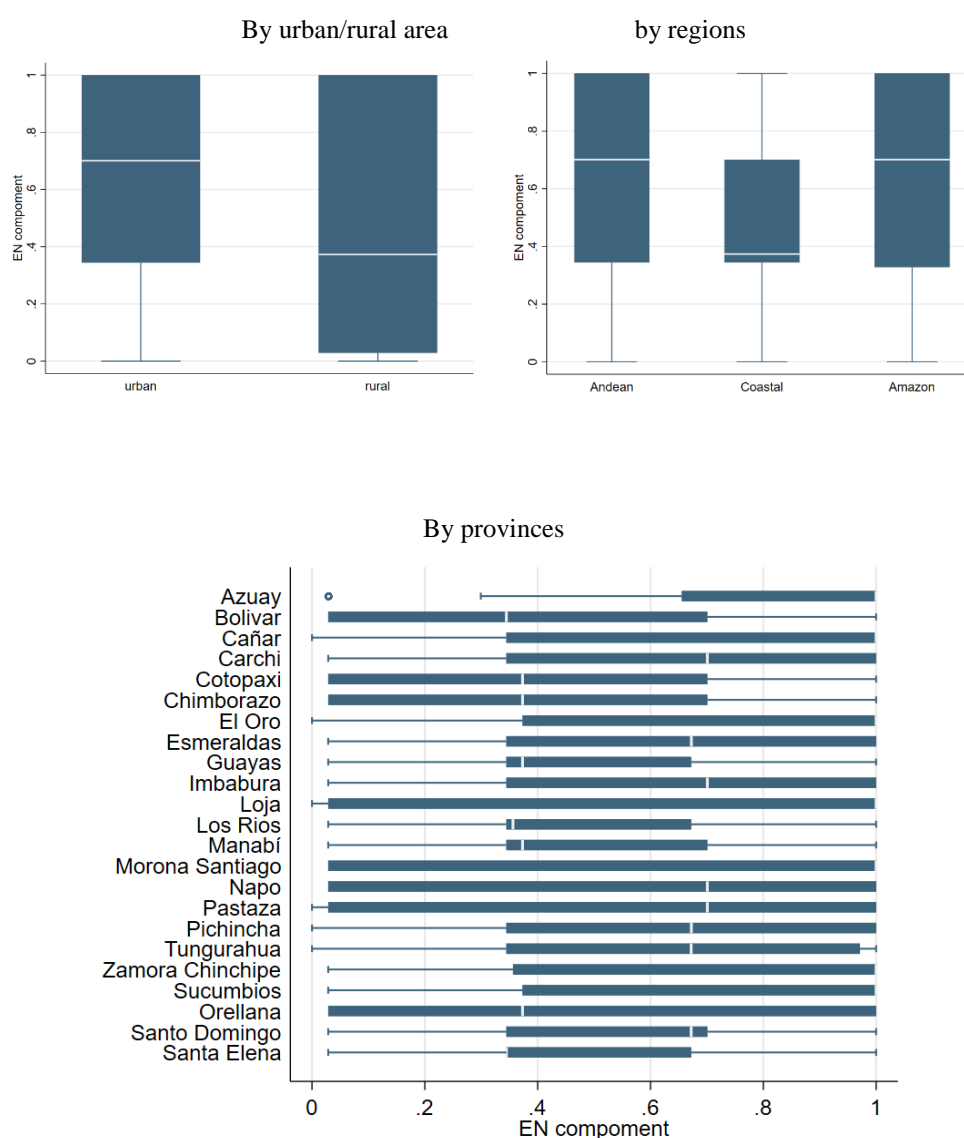 By urban/rural area
by regions
EN compoment
0
.2
.4
.6
.8
1
urban
rural
EN compoment
0
.2
.4
.6
.8
1
Andean
Coastal
Amazon
By provinces
Azuay
Bolivar
Cañar
Carchi
Cotopaxi
Chimborazo
El Oro
Esmeraldas
Guayas
Imbabura
Loja
Los Rios
Manabí
Morona Santiago
Napo
Pastaza
Pichincha
Tungurahua
Zamora Chinchipe
Sucumbios
Orellana
Santo Domingo
Santa Elena
0 .2 .4 .6 .8 1
EN compoment